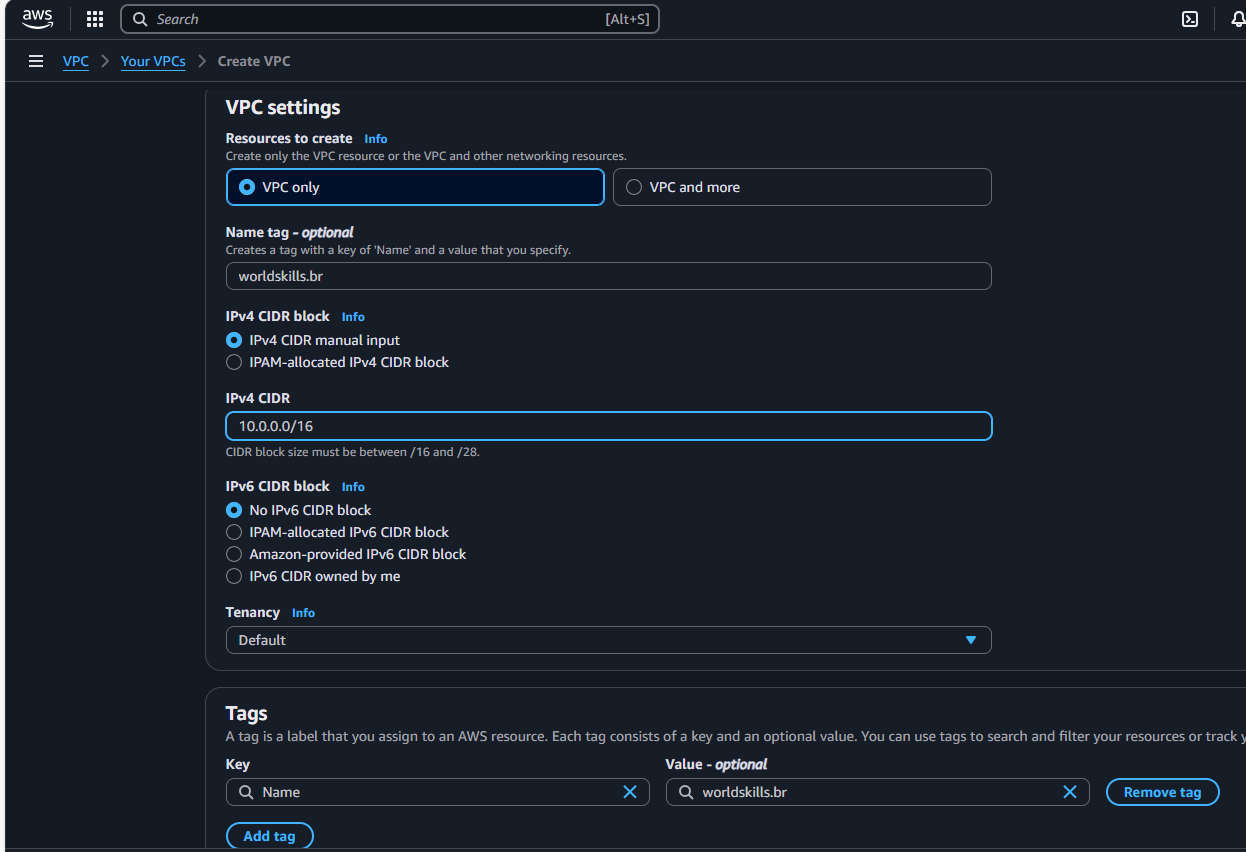 aws
Search [Alt+S]
VPC Your VPCs Create VPC
VPC settings
Resources to create Info
Create only the VPC resource or the VPC and other networking resources.
VPC only VPC and more
Name tag - optional
Creates a tag with a key of 'Name' and a value that you specify.
worldskills.br
IPv4 CIDR block Info
IPv4 CIDR manual input
IPAM-allocated IPv4 CIDR block
IPv4 CIDR
10.0.0.0/16
CIDR block size must be between /16 and /28.
IPv6 CIDR block Info
No IPv6 CIDR block
IPAM-allocated IPv6 CIDR block
Amazon-provided IPv6 CIDR block
IPv6 CIDR owned by me
Tenancy Info
Default
Tags
A tag is a label that you assign to an AWS resource. Each tag consists of a key and an optional value. You can use tags to search and filter your resources or track
Key Value - optional
Name worldskills.br Remove tag
Add tag